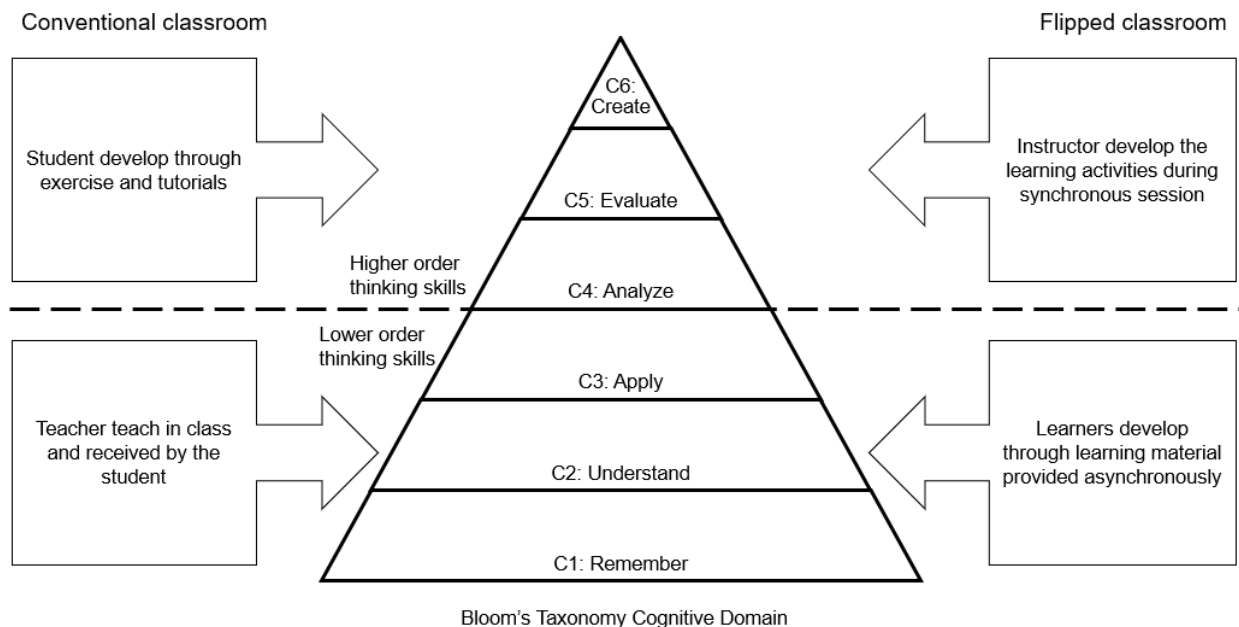 Conventional classroom
Flipped classroom
Student develop through
exercise and tutorials
C6:
Create
Instructor develop the
learning activities during
synchronous session
C5: Evaluate
Higher order
thinking skills
C4: Analyze
Lower order
thinking skills
C3: Apply
Teacher teach in class
and received by the
student
Learners develop
through learning material
provided asynchronously
C2: Understand
C1: Remember
Bloom’s Taxonomy Cognitive Domain